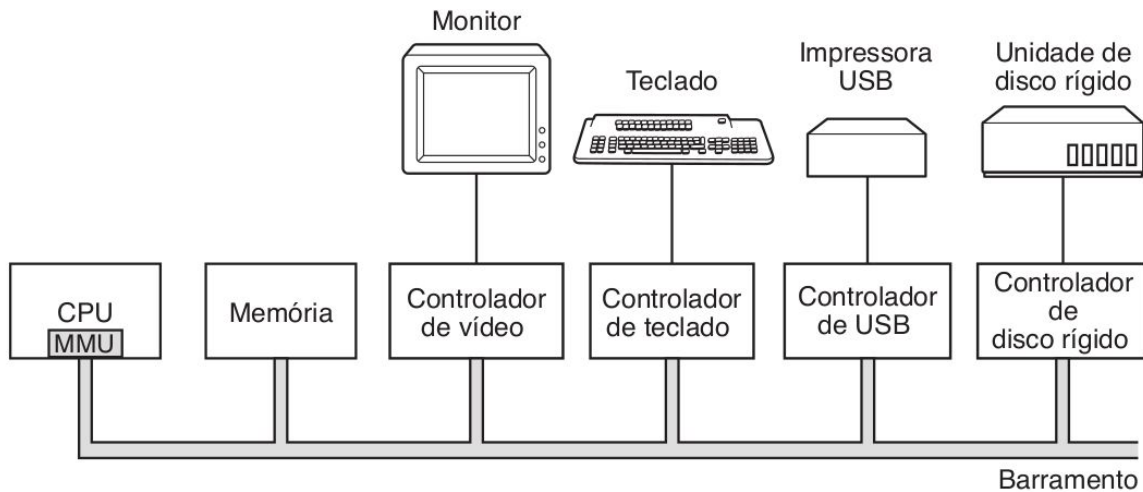 Monitor
Teclado
Impressora
USB
Unidade de
disco rígido
CPU
MMU
Memória
Controlador
de vídeo
Controlador
de teclado
Controlador
de USB
Controlador
de
disco rígido
Barramento